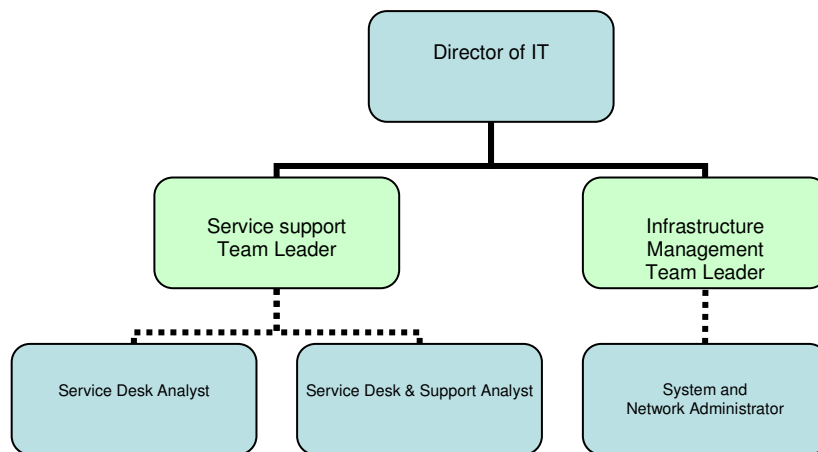 Director of IT
Service support
Team Leader
Infrastructure
Management
Team Leader
Service Desk Analyst
Service Desk & Support Analyst
System and
Network Administrator